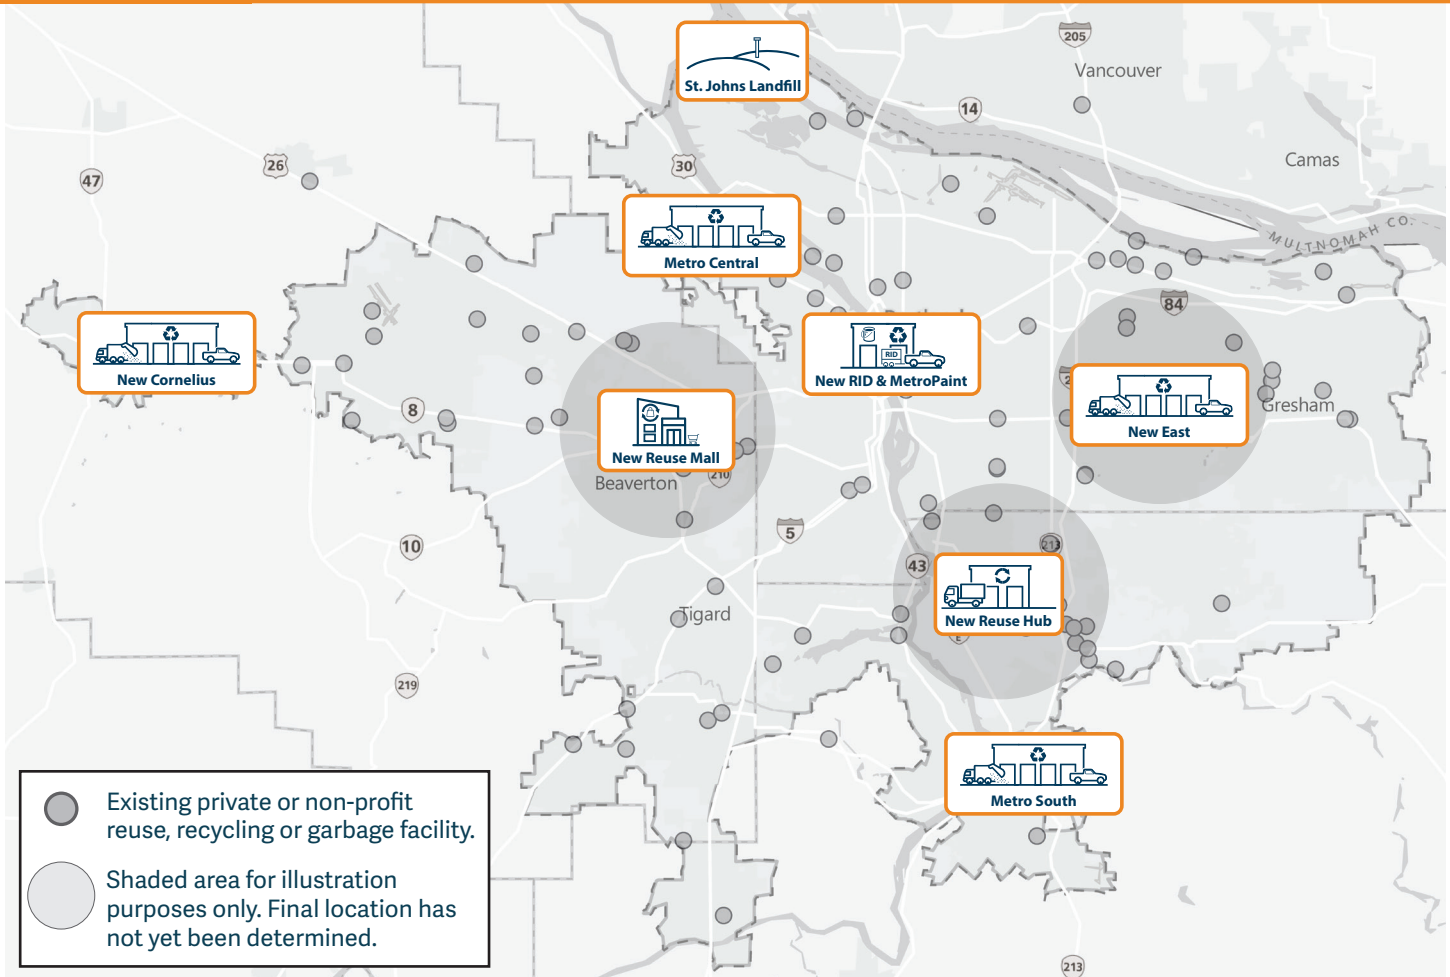 St. Johns Landfill
205
Vancouver
14
Camas
26
30
47
MULTNOMAH CO.
Metro Central
84
New Cornelius
RID
New RID & MetroPaint
New East
Gresham
8
New Reuse Mall
Beaverton
210
5
10
213
43
New Reuse Hub
E
Tigard
219
Metro South
Existing private or non-profit
reuse, recycling or garbage facility.
Shaded area for illustration
purposes only. Final location has
not yet been determined.
213